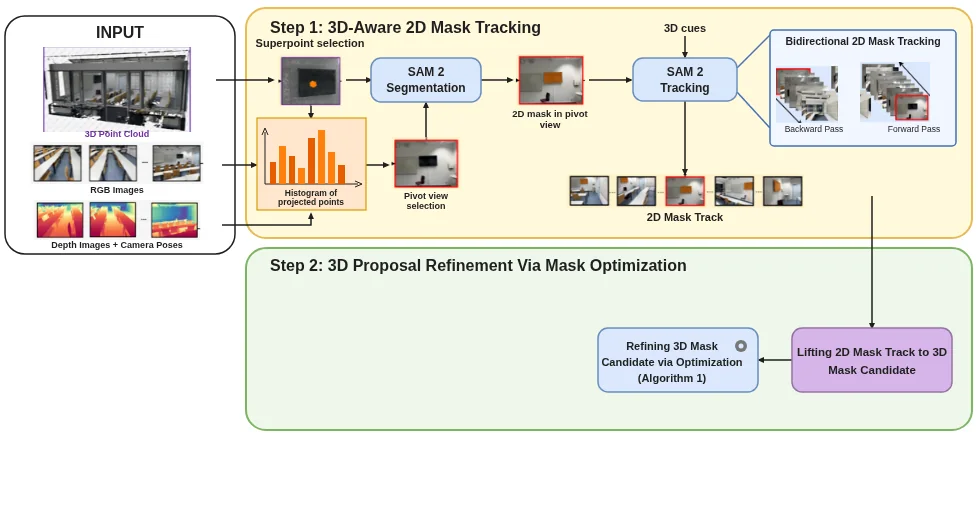 INPUT
3D Point Cloud
RGB Images
Depth Images + Camera Poses
Step 1: 3D-Aware 2D Mask Tracking
Superpoint selection
SAM 2
Segmentation
Histogram of
projected points
Pivot view
selection
2D mask in pivot
view
3D cues
SAM 2
Tracking
Bidirectional 2D Mask Tracking
Backward Pass
Forward Pass
2D Mask Track
Step 2: 3D Proposal Refinement Via Mask Optimization
Refining 3D Mask
Candidate via Optimization
(Algorithm 1)
Lifting 2D Mask Track to 3D
Mask Candidate